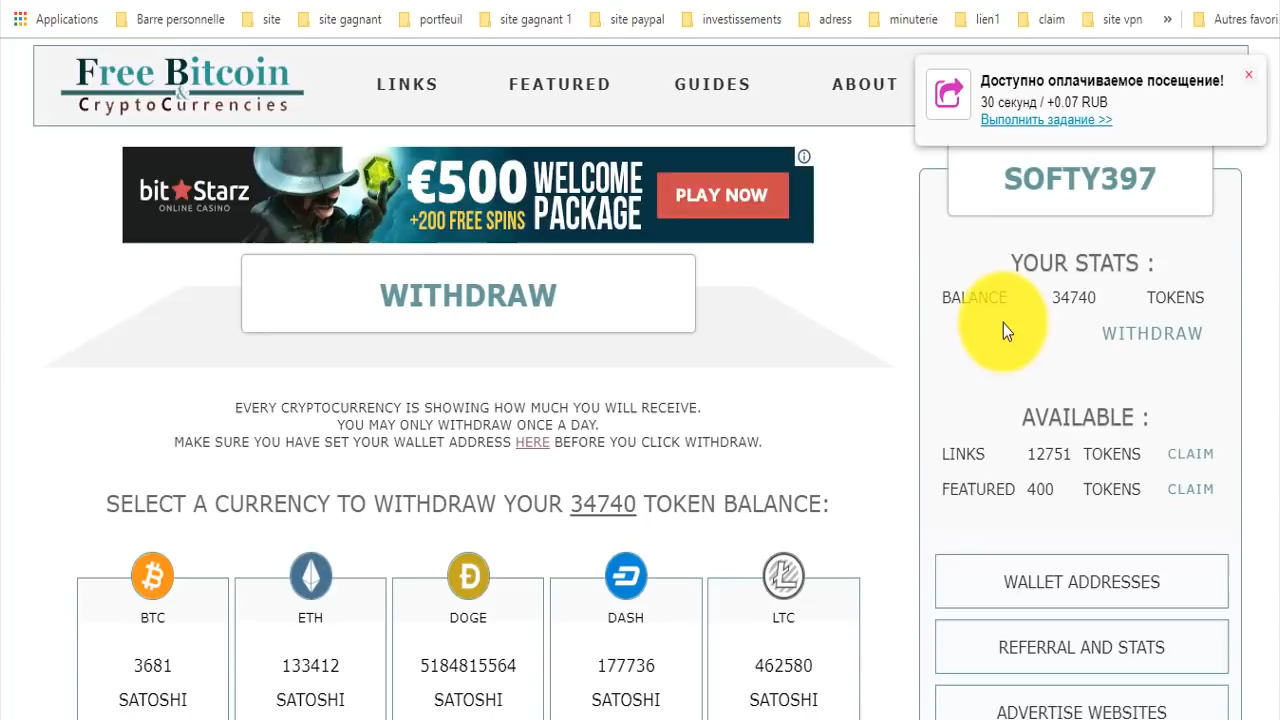 Applications Barre personnelle site site gagnant portfeuil site gagnant 1 site paypal investissements adress minuterie lien1 claim site vpn » Autres favori
Free Bitcoin
&
CryptoCurrencies
LINKS FEATURED GUIDES ABOUT
Доступно оплачиваемое посещение!
30 секунд / +0.07 RUB
Выполнить задание >>
bitStarz
ONLINE CASINO
€500 WELCOME PACKAGE
+200 FREE SPINS
PLAY NOW
WITHDRAW
EVERY CRYPTOCURRENCY IS SHOWING HOW MUCH YOU WILL RECEIVE.
YOU MAY ONLY WITHDRAW ONCE A DAY.
MAKE SURE YOU HAVE SET YOUR WALLET ADDRESS HERE BEFORE YOU CLICK WITHDRAW.
SELECT A CURRENCY TO WITHDRAW YOUR 34740 TOKEN BALANCE:
BTC ETH DOGE DASH LTC
3681 133412 5184815564 177736 462580
SATOSHI SATOSHI SATOSHI SATOSHI SATOSHI
SOFTY397
YOUR STATS :
BALANCE 34740 TOKENS
WITHDRAW
AVAILABLE :
LINKS 12751 TOKENS CLAIM
FEATURED 400 TOKENS CLAIM
WALLET ADDRESSES
REFERRAL AND STATS
ADVERTISE WEBSITES